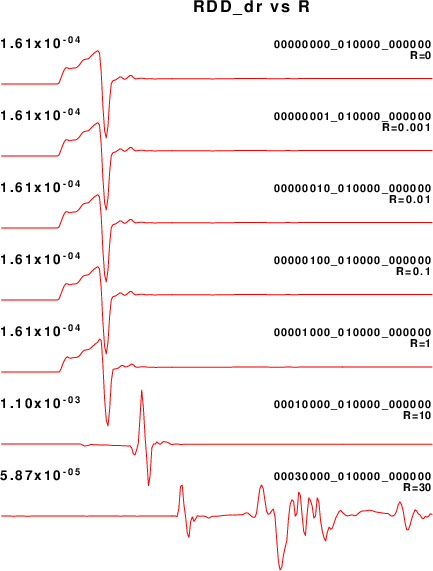 RDD_dr vs R
1.61x10-04
00000000_010000_000000
R=0
1.61x10-04
00000001_010000_000000
R=0.001
1.61x10-04
00000010_010000_000000
R=0.01
1.61x10-04
00000100_010000_000000
R=0.1
1.61x10-04
00001000_010000_000000
R=1
1.10x10-03
00010000_010000_000000
R=10
5.87x10-05
00030000_010000_000000
R=30